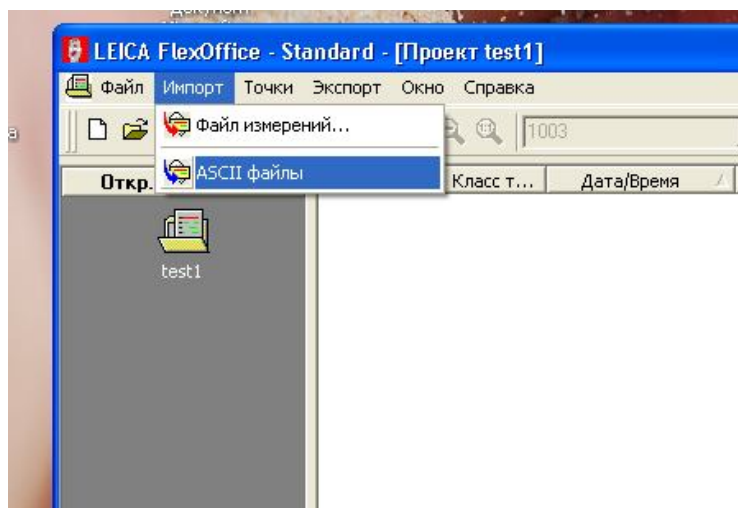 LEICA FlexOffice - Standard - [Проект test1]
Файл Импорт Точки Экспорт Окно Справка
Файл измерений...
1003
ASCII файлы
Откр.
Класс т... Дата/Время
test1